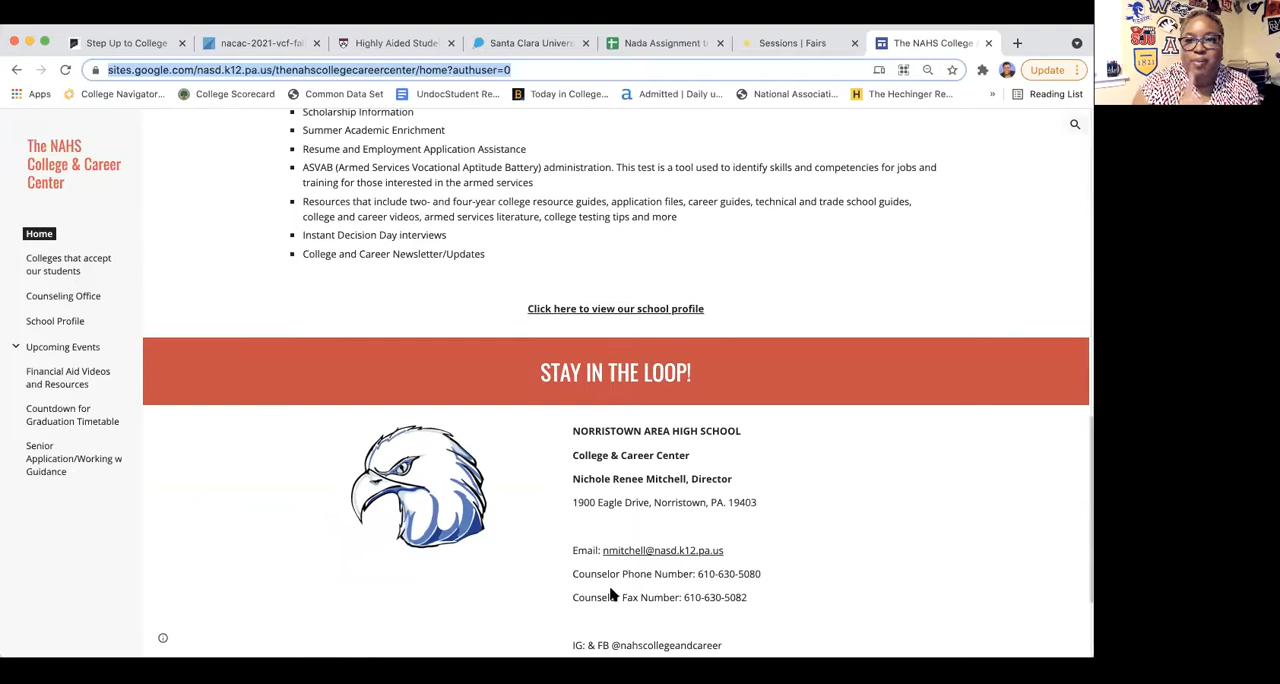 Step Up to College
nacac-2021-vcf-fai
Highly Aided Stude
Santa Clara Univers
Nada Assignment t
Sessions | Fairs
The NAHS College
sites.google.com/nasd.k12.pa.us/thenahscollegecareercenter/home?authuser=0
Update
Apps
College Navigator...
College Scorecard
Common Data Set
UndocStudent Re...
Today in College...
Admitted | Daily u...
National Associati...
The Hechinger Re...
»
Reading List
The NAHS
College & Career
Center
Home
Colleges that accept
our students
Counseling Office
School Profile
Upcoming Events
Financial Aid Videos
and Resources
Countdown for
Graduation Timetable
Senior
Application/Working w
Guidance
Scholarship Information
Summer Academic Enrichment
Resume and Employment Application Assistance
ASVAB (Armed Services Vocational Aptitude Battery) administration. This test is a tool used to identify skills and competencies for jobs and
training for those interested in the armed services
Resources that include two- and four-year college resource guides, application files, career guides, technical and trade school guides,
college and career videos, armed services literature, college testing tips and more
Instant Decision Day interviews
College and Career Newsletter/Updates
Click here to view our school profile
STAY IN THE LOOP!
NORRISTOWN AREA HIGH SCHOOL
College & Career Center
Nichole Renee Mitchell, Director
1900 Eagle Drive, Norristown, PA. 19403
Email: nmitchell@nasd.k12.pa.us
Counselor Phone Number: 610-630-5080
Counselor Fax Number: 610-630-5082
IG: & FB @nahscollegeandcareer
1821